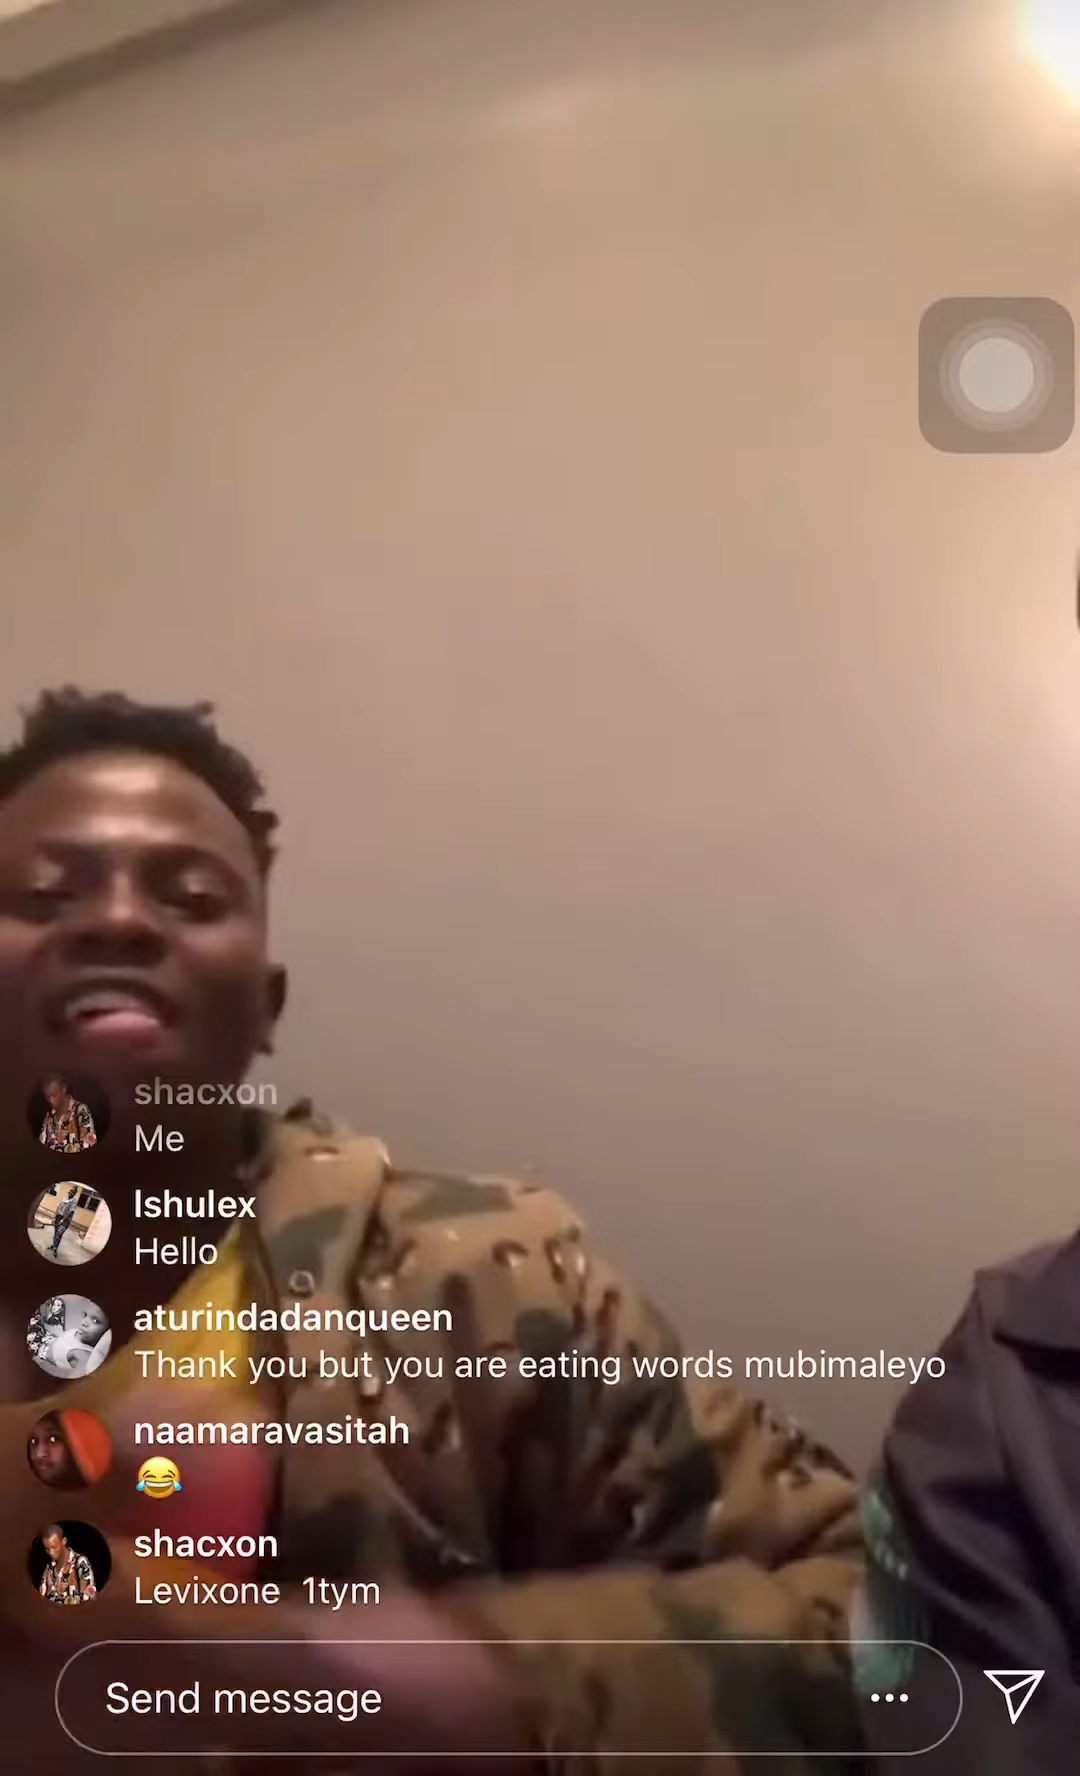 shacxon
Me
Ishulex
Hello
aturindadanqueen
Thank you but you are eating words mubimaleyo
naamaravasitah
😂
shacxon
Levixone 1tym
Send message